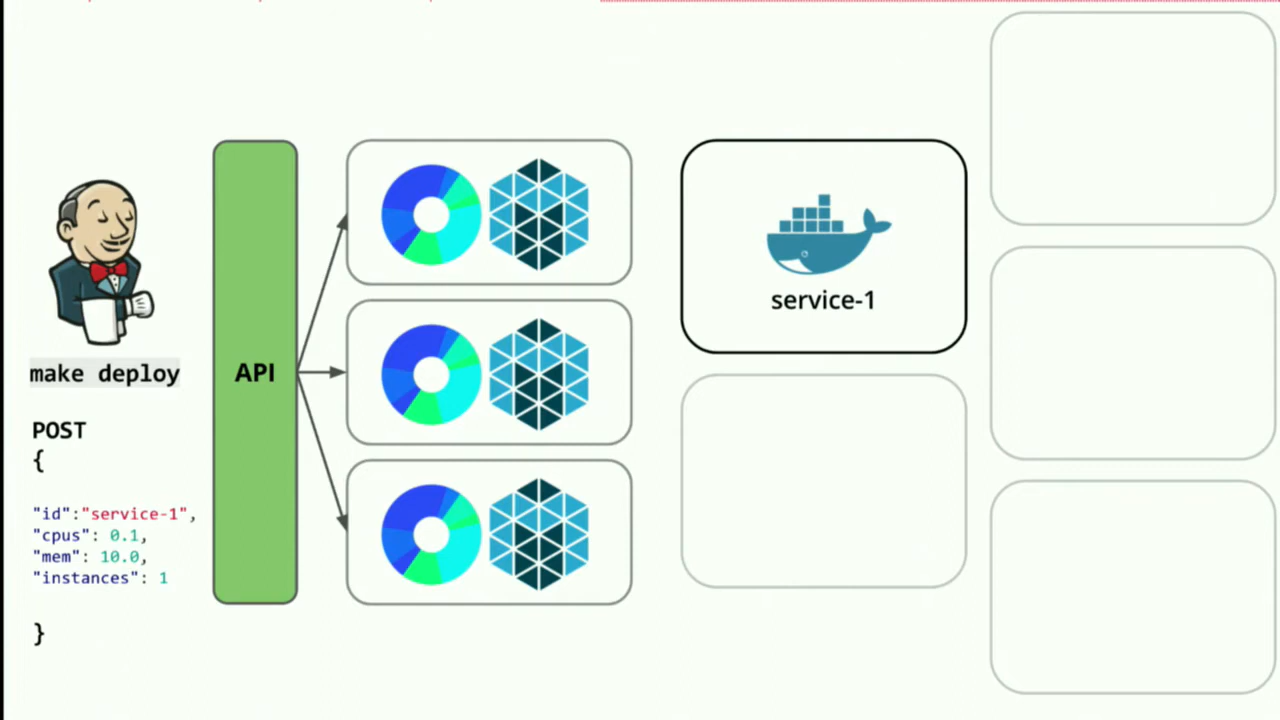 make deploy
POST
{
"id":"service-1",
"cpus": 0.1,
"mem": 10.0,
"instances": 1
}
API
service-1